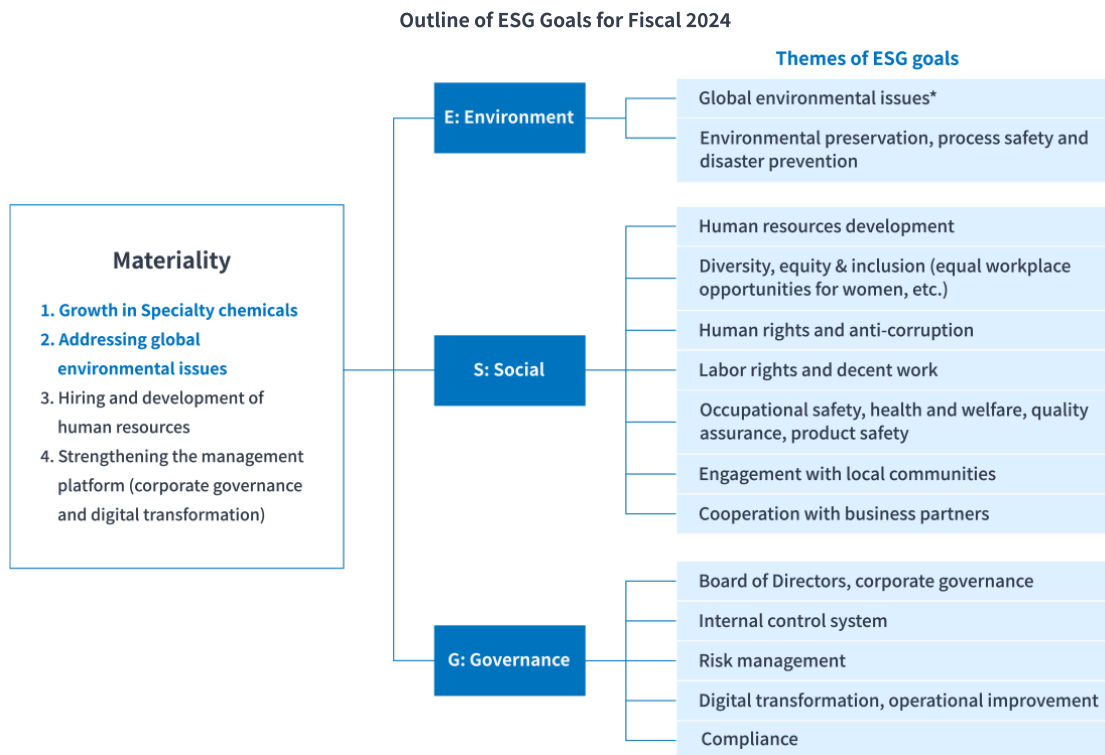 Outline of ESG Goals for Fiscal 2024
Themes of ESG goals
Materiality
1. Growth in Specialty chemicals
2. Addressing global
environmental issues
3. Hiring and development of
human resources
4. Strengthening the management
platform (corporate governance
and digital transformation)
E: Environment
Global environmental issues*
Environmental preservation, process safety and
disaster prevention
S: Social
Human resources development
Diversity, equity & inclusion (equal workplace
opportunities for women, etc.)
Human rights and anti-corruption
Labor rights and decent work
Occupational safety, health and welfare, quality
assurance, product safety
Engagement with local communities
Cooperation with business partners
G: Governance
Board of Directors, corporate governance
Internal control system
Risk management
Digital transformation, operational improvement
Compliance